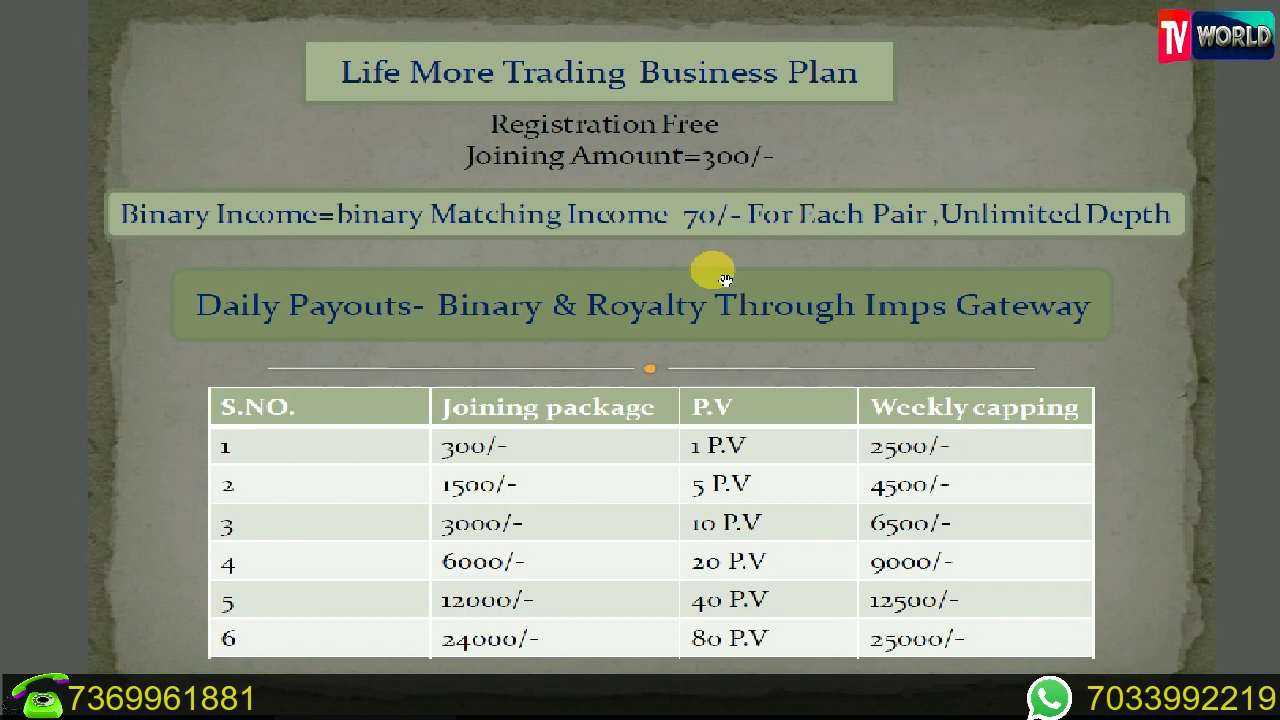 TV WORLD
Life More Trading Business Plan
Registration Free
Joining Amount=300/-
Binary Income=binary Matching Income 70/- For Each Pair ,Unlimited Depth
Daily Payouts- Binary & Royalty Through Imps Gateway
S.NO. Joining package P.V Weekly capping
1 300/- 1 P.V 2500/-
2 1500/- 5 P.V 4500/-
3 3000/- 10 P.V 6500/-
4 6000/- 20 P.V 9000/-
5 12000/- 40 P.V 12500/-
6 24000/- 80 P.V 25000/-
7369961881 7033992219